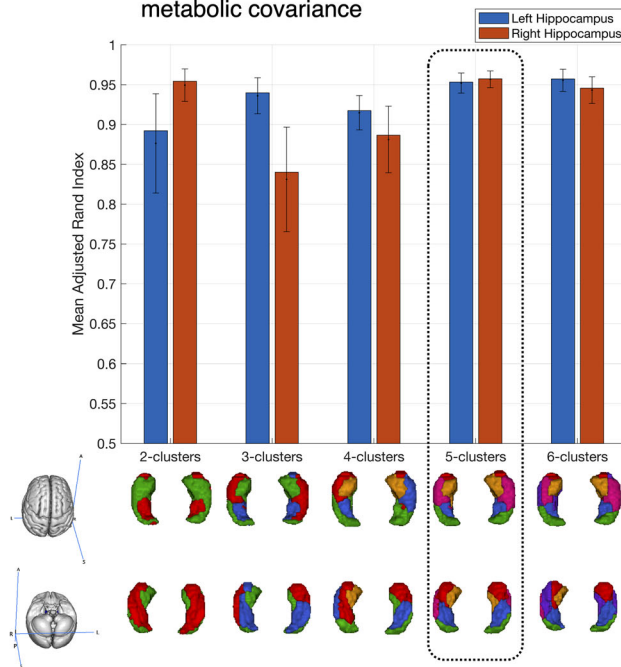 metabolic covariance
Left Hippocampus
Right Hippocampus
Mean Adjusted Rand Index
1
0.95
0.9
0.85
0.8
0.75
0.7
0.65
0.6
0.55
0.5
2-clusters
3-clusters
4-clusters
5-clusters
6-clusters
A
L
S
A
R
L
P